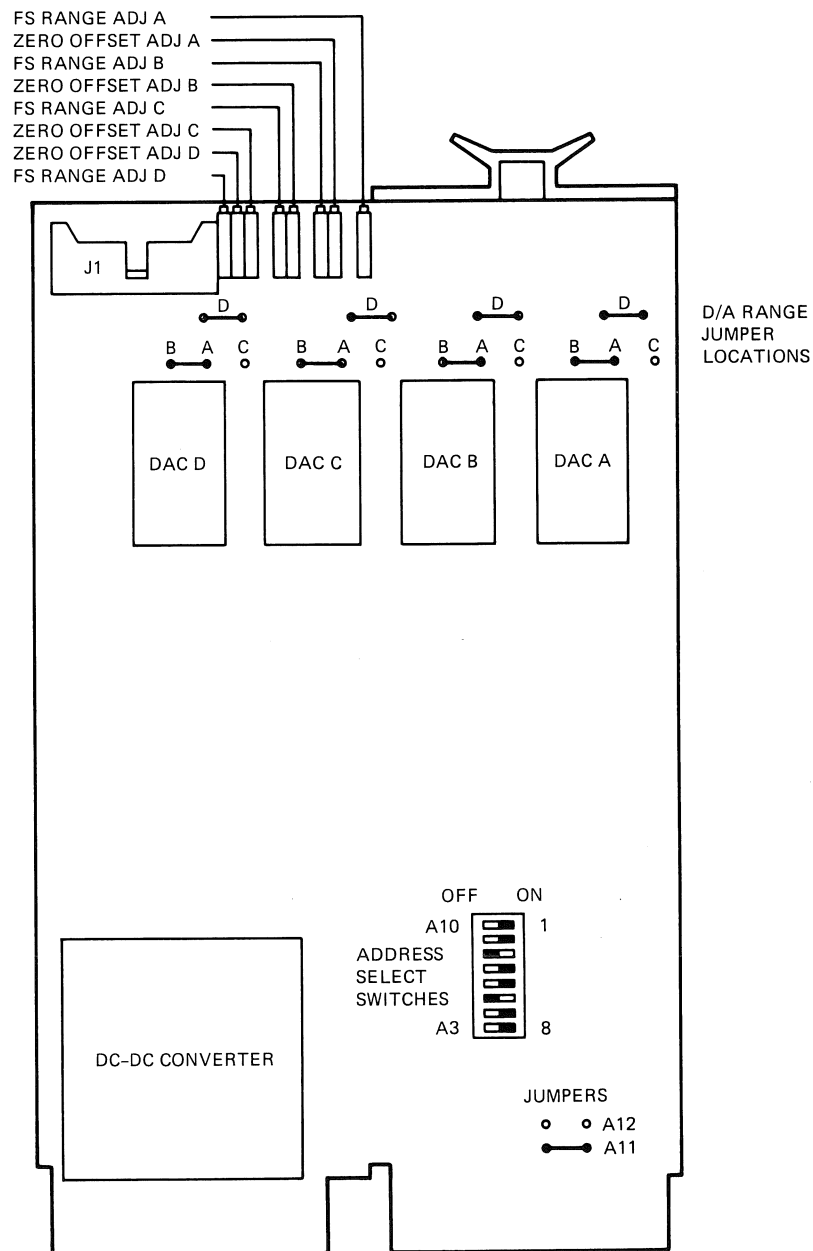 FS RANGE ADJ A
ZERO OFFSET ADJ A
FS RANGE ADJ B
ZERO OFFSET ADJ B
FS RANGE ADJ C
ZERO OFFSET ADJ C
ZERO OFFSET ADJ D
FS RANGE ADJ D
J1
D D D D
B A C B A C B A C B A C
D/A RANGE
JUMPER
LOCATIONS
DAC D DAC C DAC B DAC A
OFF ON
A10 1
ADDRESS
SELECT
SWITCHES
A3 8
DC-DC CONVERTER
JUMPERS
A12
A11